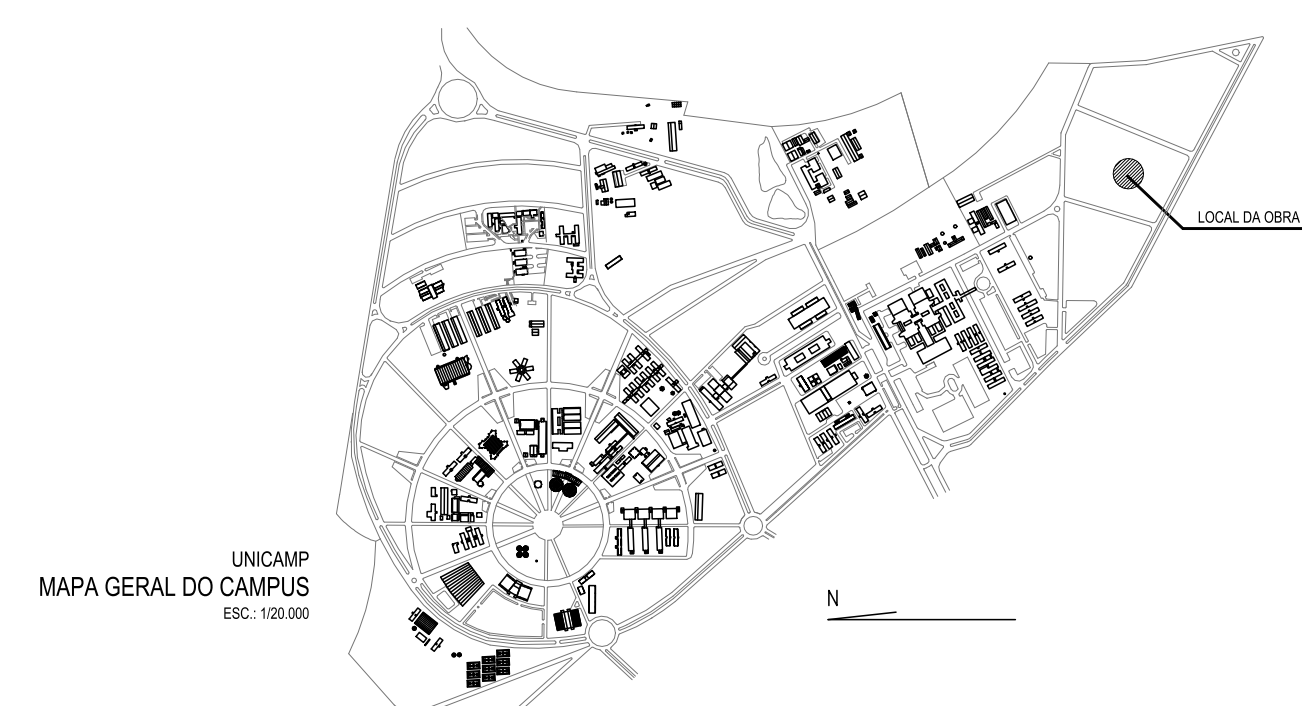 LOCAL DA OBRA
UNICAMP
MAPA GERAL DO CAMPUS
ESC.: 1/20.000
N